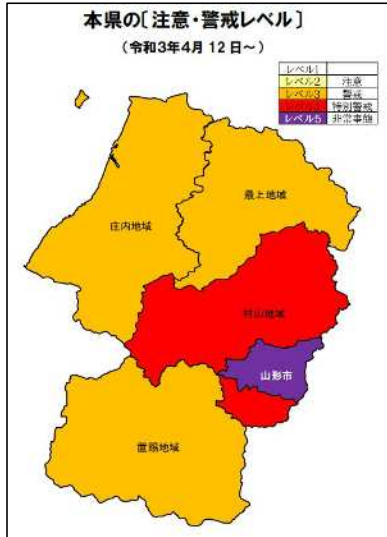 本県の〔注意・警戒レベル〕
（令和3年4月12日～）
レベル1
レベル2 注意
レベル3 警戒
レベル4 特別警戒
レベル5 非常事態
最上地域
庄内地域
村山地域
山形市
置賜地域